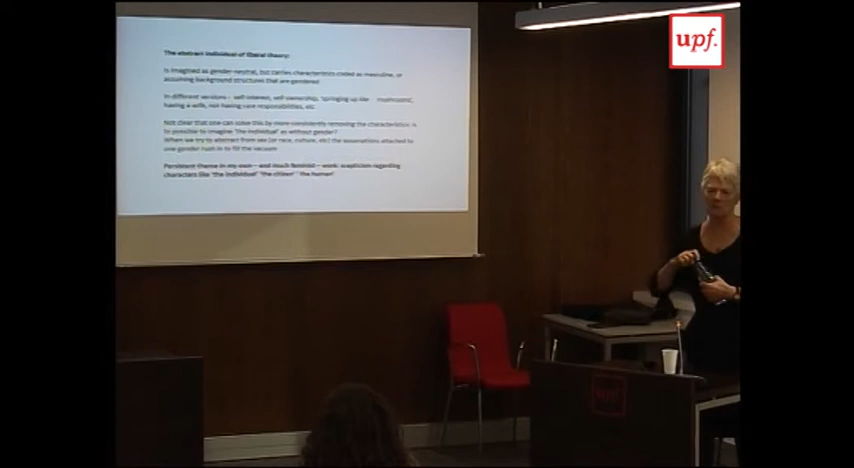 The abstract individual of liberal theory:
Is imagined as gender-neutral, but carries characteristics coded as masculine, or
assuming background structures that are gendered
In different versions – self-interest, self ownership, 'springing up like mushrooms',
having a wife, not having care responsibilities, etc
Not clear that one can solve this by more consistently removing the characteristics: is
to possible to imagine 'the individual' as without gender?
When we try to abstract from sex (or race, culture, etc) the assumptions attached to
one gender rush in to fill the vacuum
Persistent theme in my own – and much feminist – work: scepticism regarding
characters like 'the individual' 'the citizen' 'the human'
upf.
upf.